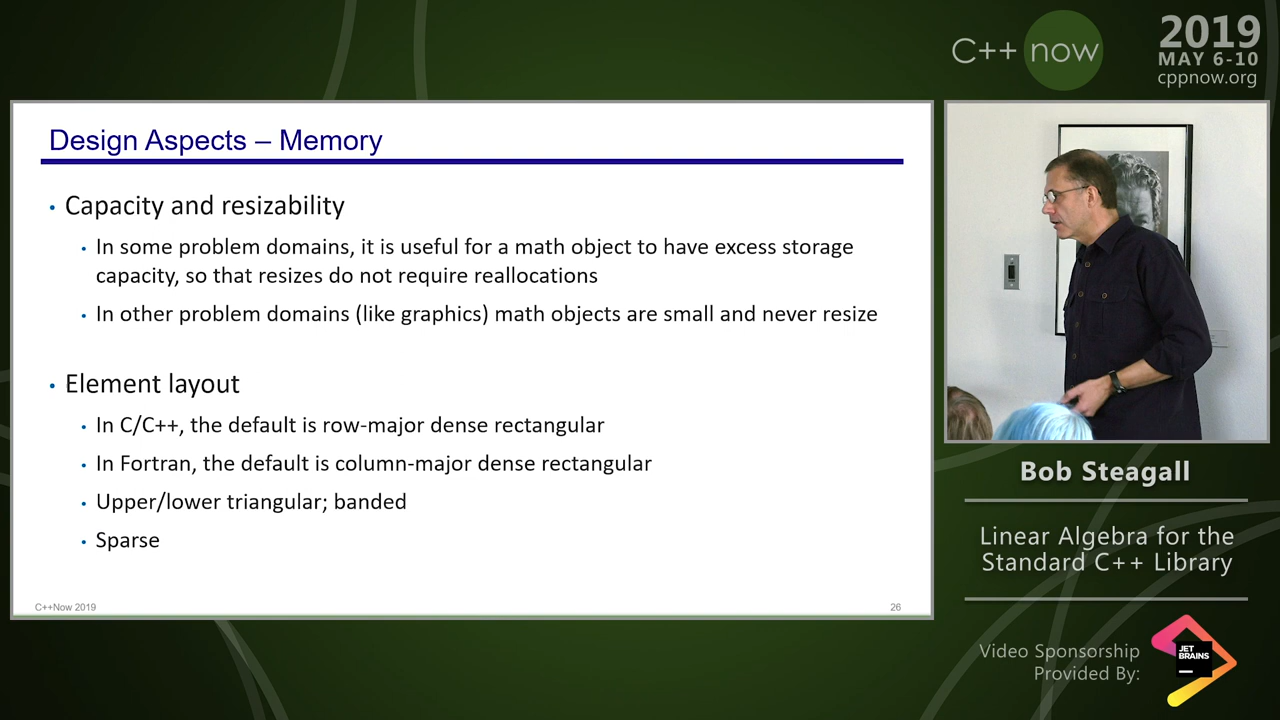 C++ now
2019
MAY 6-10
cppnow.org
Design Aspects – Memory
• Capacity and resizability
• In some problem domains, it is useful for a math object to have excess storage
capacity, so that resizes do not require reallocations
• In other problem domains (like graphics) math objects are small and never resize
• Element layout
• In C/C++, the default is row-major dense rectangular
• In Fortran, the default is column-major dense rectangular
• Upper/lower triangular; banded
• Sparse
C++Now 2019
26
Bob Steagall
Linear Algebra for the
Standard C++ Library
Video Sponsorship
Provided By:
JET
BRAINS